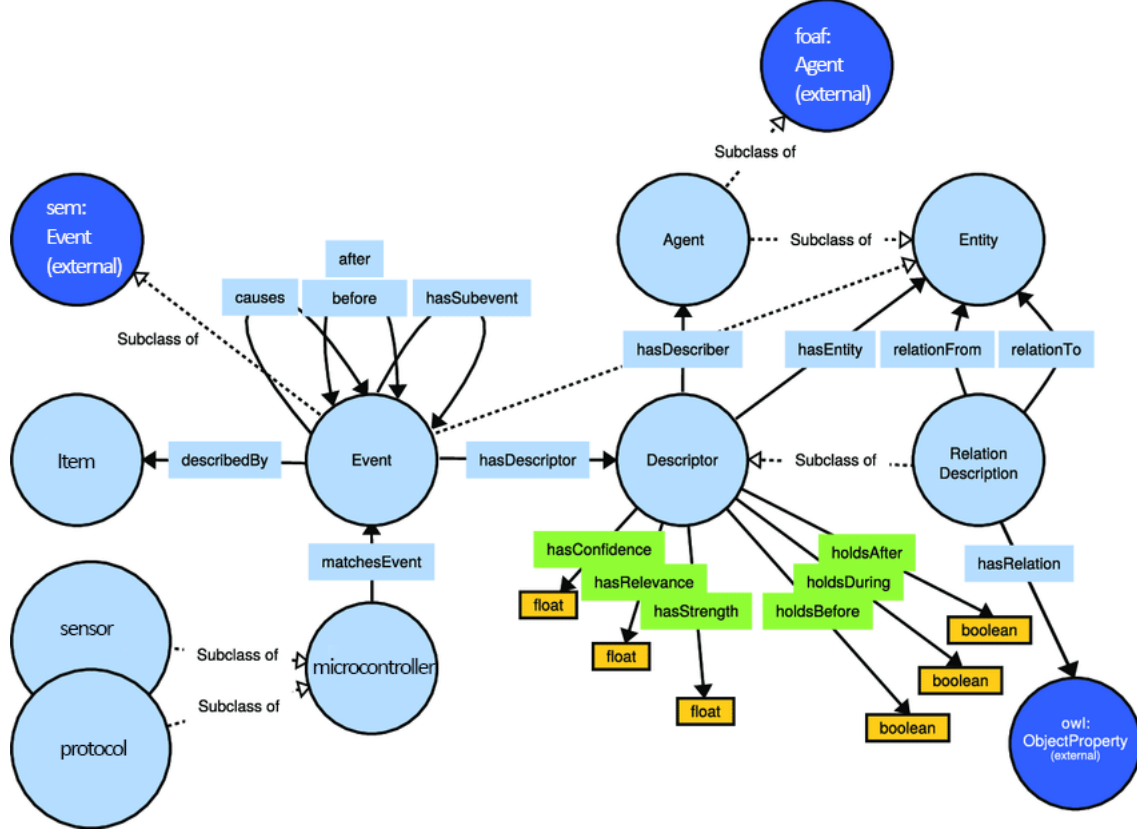 foaf:
Agent
(external)
Subclass of
sem:
Event
(external)
Agent
Subclass of
Entity
after
causes
before
hasSubevent
Subclass of
hasDescriber
hasEntity
relationFrom
relationTo
Item
describedBy
Event
hasDescriptor
Descriptor
Subclass of
Relation
Description
matchesEvent
hasConfidence
holdsAfter
hasRelation
hasRelevance
holdsDuring
float
hasStrength
holdsBefore
sensor
Subclass of
microcontroller
float
boolean
boolean
Subclass of
float
boolean
protocol
owl:
ObjectProperty
(external)